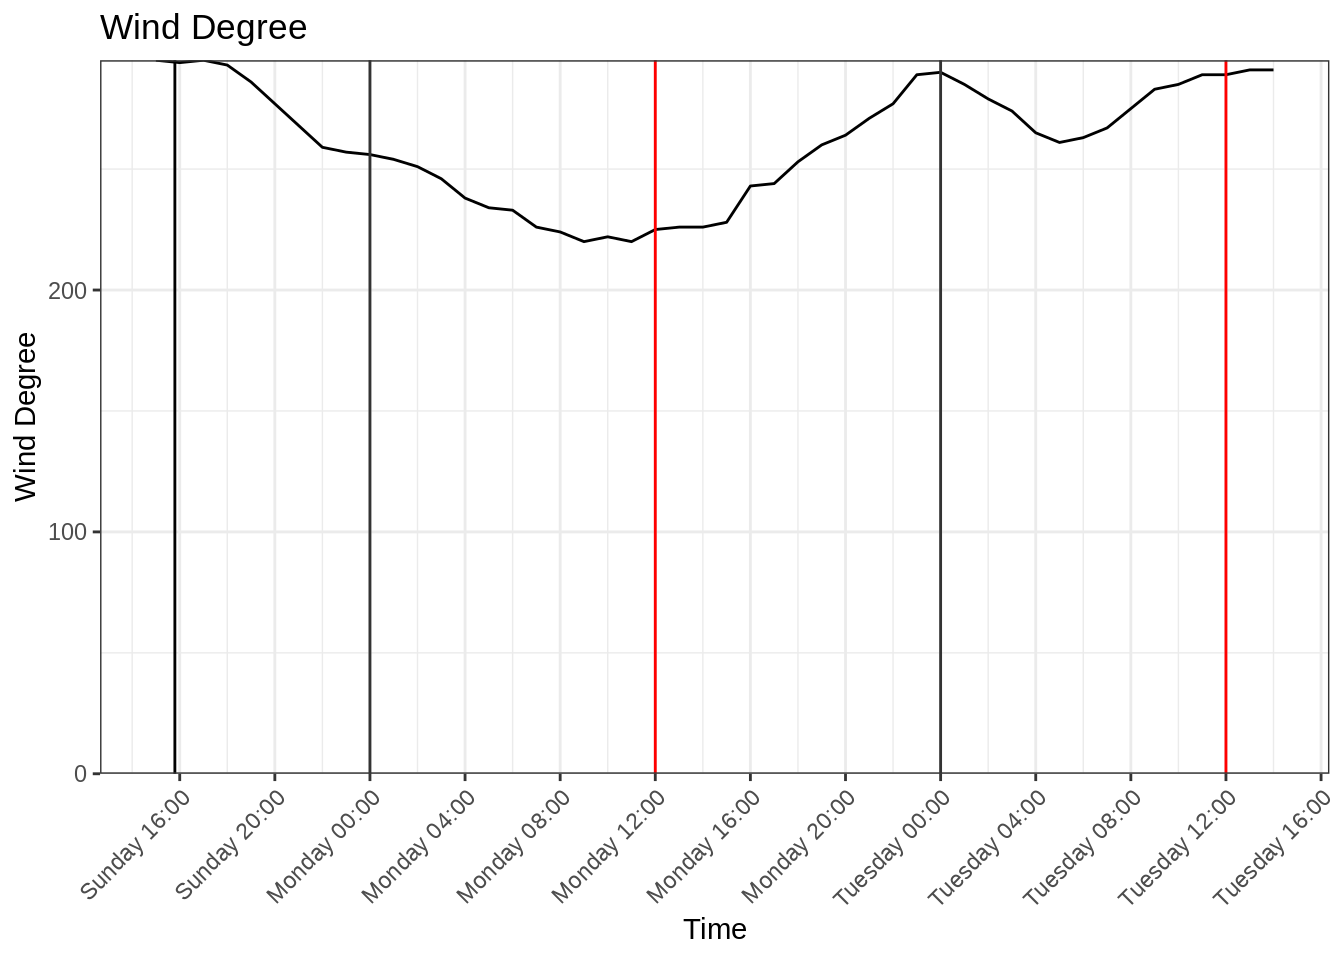 Wind Degree
Wind Degree
200
100
0
Sunday 16:00
Sunday 20:00
Monday 00:00
Monday 04:00
Monday 08:00
Monday 12:00
Monday 16:00
Monday 20:00
Tuesday 00:00
Tuesday 04:00
Tuesday 08:00
Tuesday 12:00
Tuesday 16:00
Time